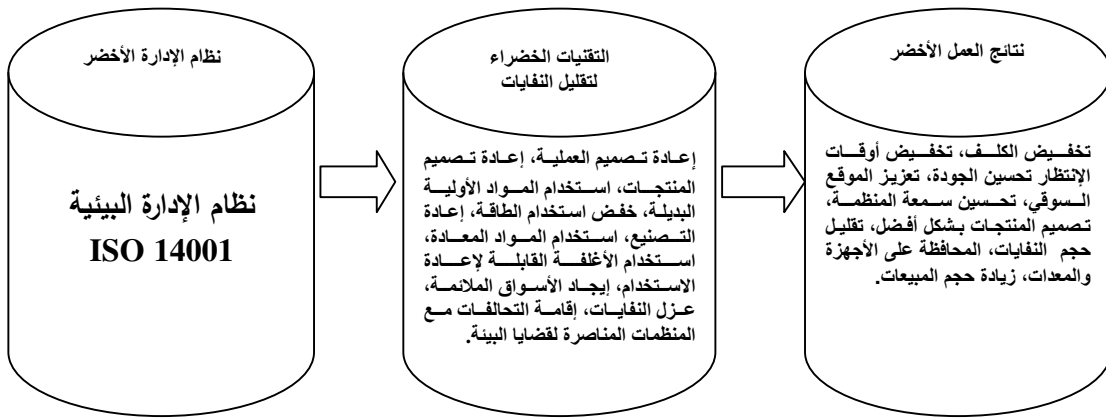 نظام الإدارة الأخضر
نظام الإدارة البيئية
ISO 14001
التقنيات الخضراء
لتقليل النفايات
إعادة تصميم العملية، إعادة تصميم
المنتجات، استخدام المواد الأولية
البديلة، خفض استخدام الطاقة، إعادة
التصنيع، استخدام المواد المعادة،
استخدام الأغلفة القابلة لإعادة
الاستخدام، إيجاد الأسواق الملائمة،
عزل النفايات، إقامة التحالفات مع
المنظمات المناصرة لقضايا البيئة.
نتائج العمل الأخضر
تخفيض الكلف، تخفيض أوقات
الإنتظار تحسين الجودة، تعزيز الموقع
السوقي، تحسين سمعة المنظمة،
تصميم المنتجات بشكل أفضل، تقليل
حجم النفايات، المحافظة على الأجهزة
والمعدات، زيادة حجم المبيعات.